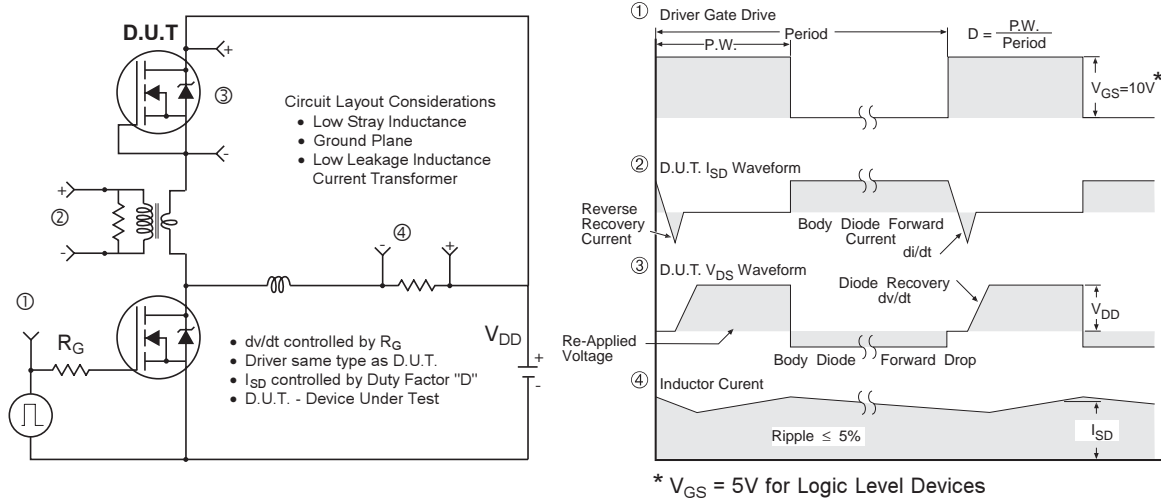 D.U.T
+
③
-
Circuit Layout Considerations
• Low Stray Inductance
• Ground Plane
• Low Leakage Inductance
Current Transformer
+
②
-
④
-
+
①
R_G
V_DD
+
-
• dv/dt controlled by R_G
• Driver same type as D.U.T.
• I_SD controlled by Duty Factor "D"
• D.U.T. - Device Under Test
① Driver Gate Drive
Period
P.W.
D = P.W. / Period
V_GS=10V*
② D.U.T. I_SD Waveform
Reverse
Recovery
Current
Body Diode Forward
Current
di/dt
③ D.U.T. V_DS Waveform
Diode Recovery
dv/dt
V_DD
Re-Applied
Voltage
Body Diode Forward Drop
④ Inductor Curent
Ripple ≤ 5%
I_SD
* V_GS = 5V for Logic Level Devices